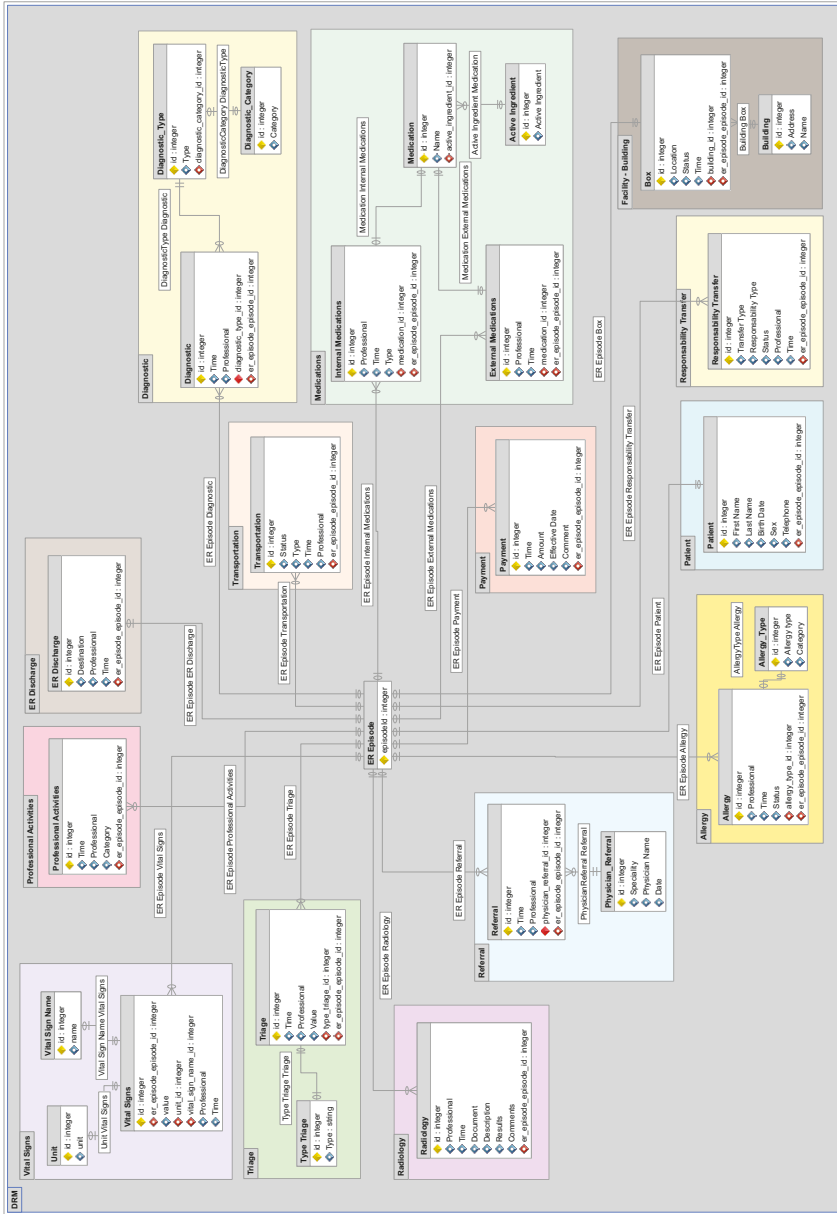 DRM
Vital Signs
Unit
id : integer
unit
Vital Sign Name
id : integer
name
Unit Vital Signs
Vital Sign Name Vital Signs
Vital Signs
id : integer
er_episode_episode_id : integer
value
unit_id : integer
vital_sign_name_id : integer
Professional
Time
Professional Activities
Professional Activities
id : integer
Time
Professional
Category
er_episode_episode_id : integer
ER Discharge
ER Discharge
id : integer
Destination
Professional
Time
er_episode_episode_id : integer
Diagnostic
Diagnostic
id : integer
Time
Professional
diagnostic_type_id : integer
er_episode_episode_id : integer
DiagnosticType Diagnostic
Diagnostic_Type
id : integer
Type
diagnostic_category_id : integer
DiagnosticCategory DiagnosticType
Diagnostic_Category
id : integer
Category
ER Episode Vital Signs
ER Episode Professional Activities
ER Episode ER Discharge
ER Episode Diagnostic
Triage
Type Triage
id : integer
Type : string
Type Triage Triage
Triage
id : integer
Time
Professional
Value
type_triage_id : integer
er_episode_episode_id : integer
ER Episode Triage
Transportation
Transportation
id : integer
Status
Type
Time
Professional
er_episode_episode_id : integer
ER Episode Transportation
Medications
Internal Medications
id : integer
Professional
Time
Type
medication_id : integer
er_episode_episode_id : integer
Medication Internal Medications
Medication
id : integer
Name
active_ingredient_id : integer
Active Ingredient Medication
Active Ingredient
id : integer
Active Ingredient
Medication External Medications
External Medications
id : integer
Professional
Time
medication_id : integer
er_episode_episode_id : integer
ER Episode Internal Medications
ER Episode External Medications
ER Episode
episodeId : integer
ER Episode Radiology
ER Episode Referral
ER Episode Payment
Radiology
Radiology
id : integer
Professional
Time
Document
Description
Results
Comments
er_episode_episode_id : integer
Referral
Referral
id : integer
Time
Professional
physician_referral_id : integer
er_episode_episode_id : integer
PhysicianReferral Referral
Physician_Referral
id : integer
Speciality
Physician Name
Date
Payment
Payment
id : integer
Time
Amount
Effective Date
Comment
er_episode_episode_id : integer
ER Episode Box
ER Episode Responsability Transfer
ER Episode Patient
ER Episode Allergy
Allergy
Allergy
id : integer
Professional
Time
Status
allergy_type_id : integer
er_episode_episode_id : integer
AllergyType Allergy
Allergy_Type
id : integer
Allergy type
Category
Patient
Patient
id : integer
First Name
Last Name
Birth Date
Sex
Telephone
er_episode_episode_id : integer
Responsability Transfer
Responsability Transfer
id : integer
Transfer Type
Responsability Type
Status
Professional
Time
er_episode_episode_id : integer
Facility - Building
Box
id : integer
Location
Status
Time
building_id : integer
er_episode_episode_id : integer
Building Box
Building
id : integer
Address
Name